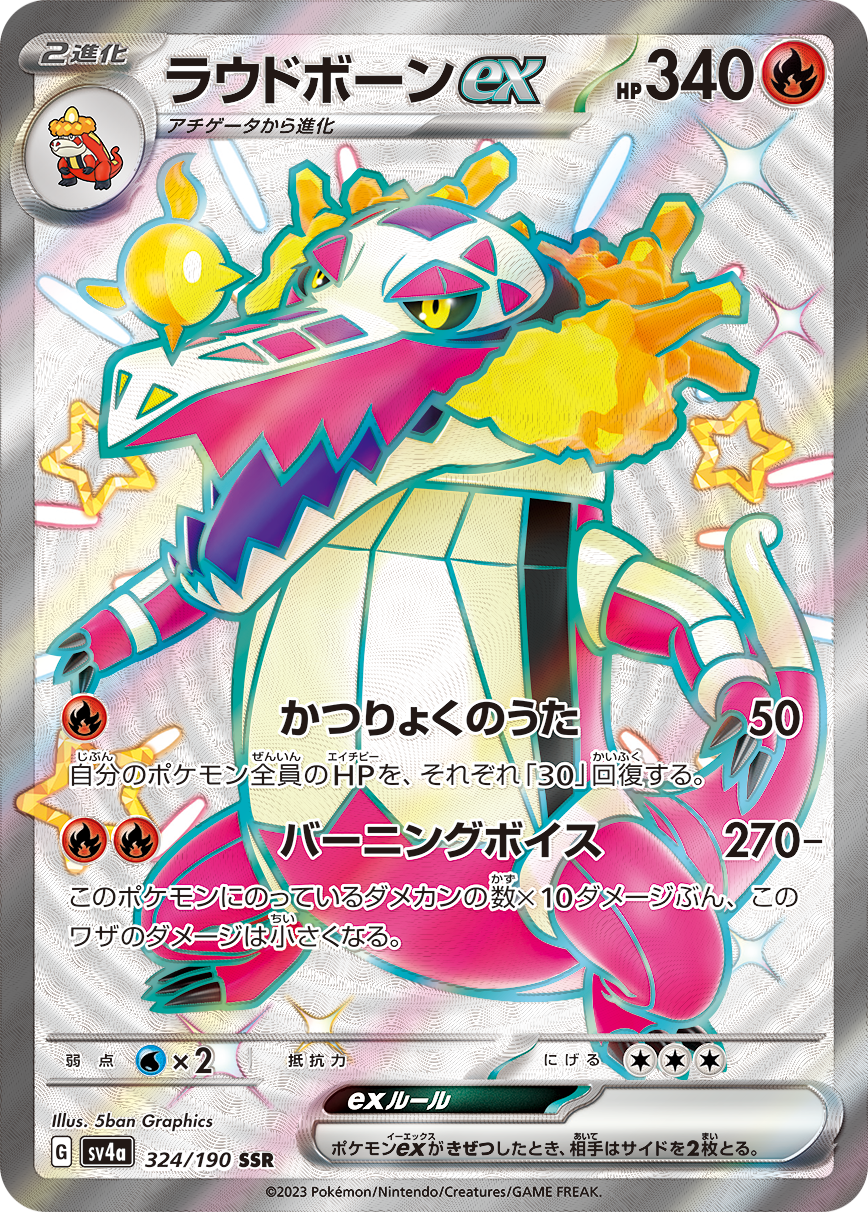 2進化
ラウドボーンex
HP340
アチゲータから進化
かつりょくのうた 50
自分のポケモン全員のHPを、それぞれ「30」回復する。
バーニングボイス 270−
このポケモンにのっているダメカンの数×10ダメージぶん、この
ワザのダメージは小さくなる。
弱点 ×2 抵抗力 にげる
exルール
ポケモンexがきぜつしたとき、相手はサイドを2枚とる。
Illus. 5ban Graphics
G sv4a 324/190 SSR
©2023 Pokémon/Nintendo/Creatures/GAME FREAK.